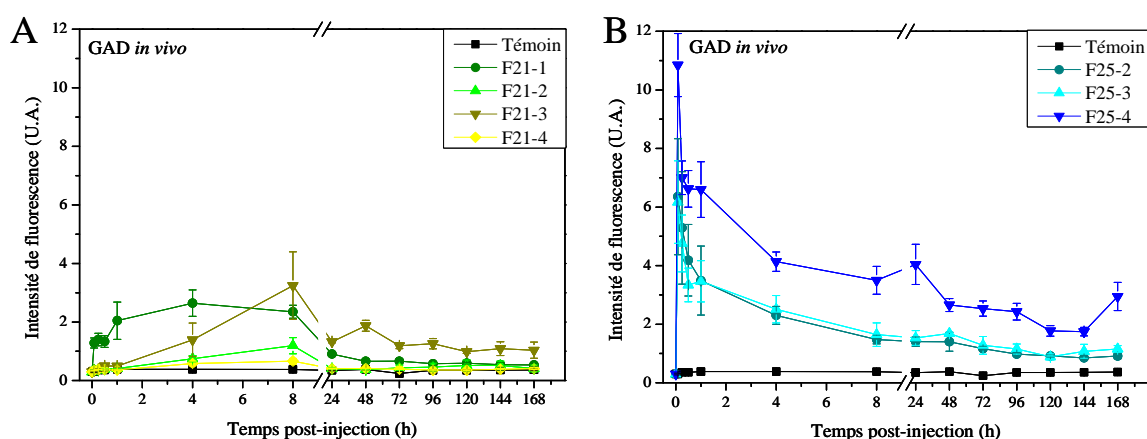 A
GAD in vivo
Témoin
F21-1
F21-2
F21-3
F21-4
Intensité de fluorescence (U.A.)
12
10
8
6
4
2
0
0 2 4 6 8 24 48 72 96 120 144 168
Temps post-injection (h)
B
GAD in vivo
Témoin
F25-2
F25-3
F25-4
Intensité de fluorescence (U.A.)
12
10
8
6
4
2
0
0 2 4 6 8 24 48 72 96 120 144 168
Temps post-injection (h)